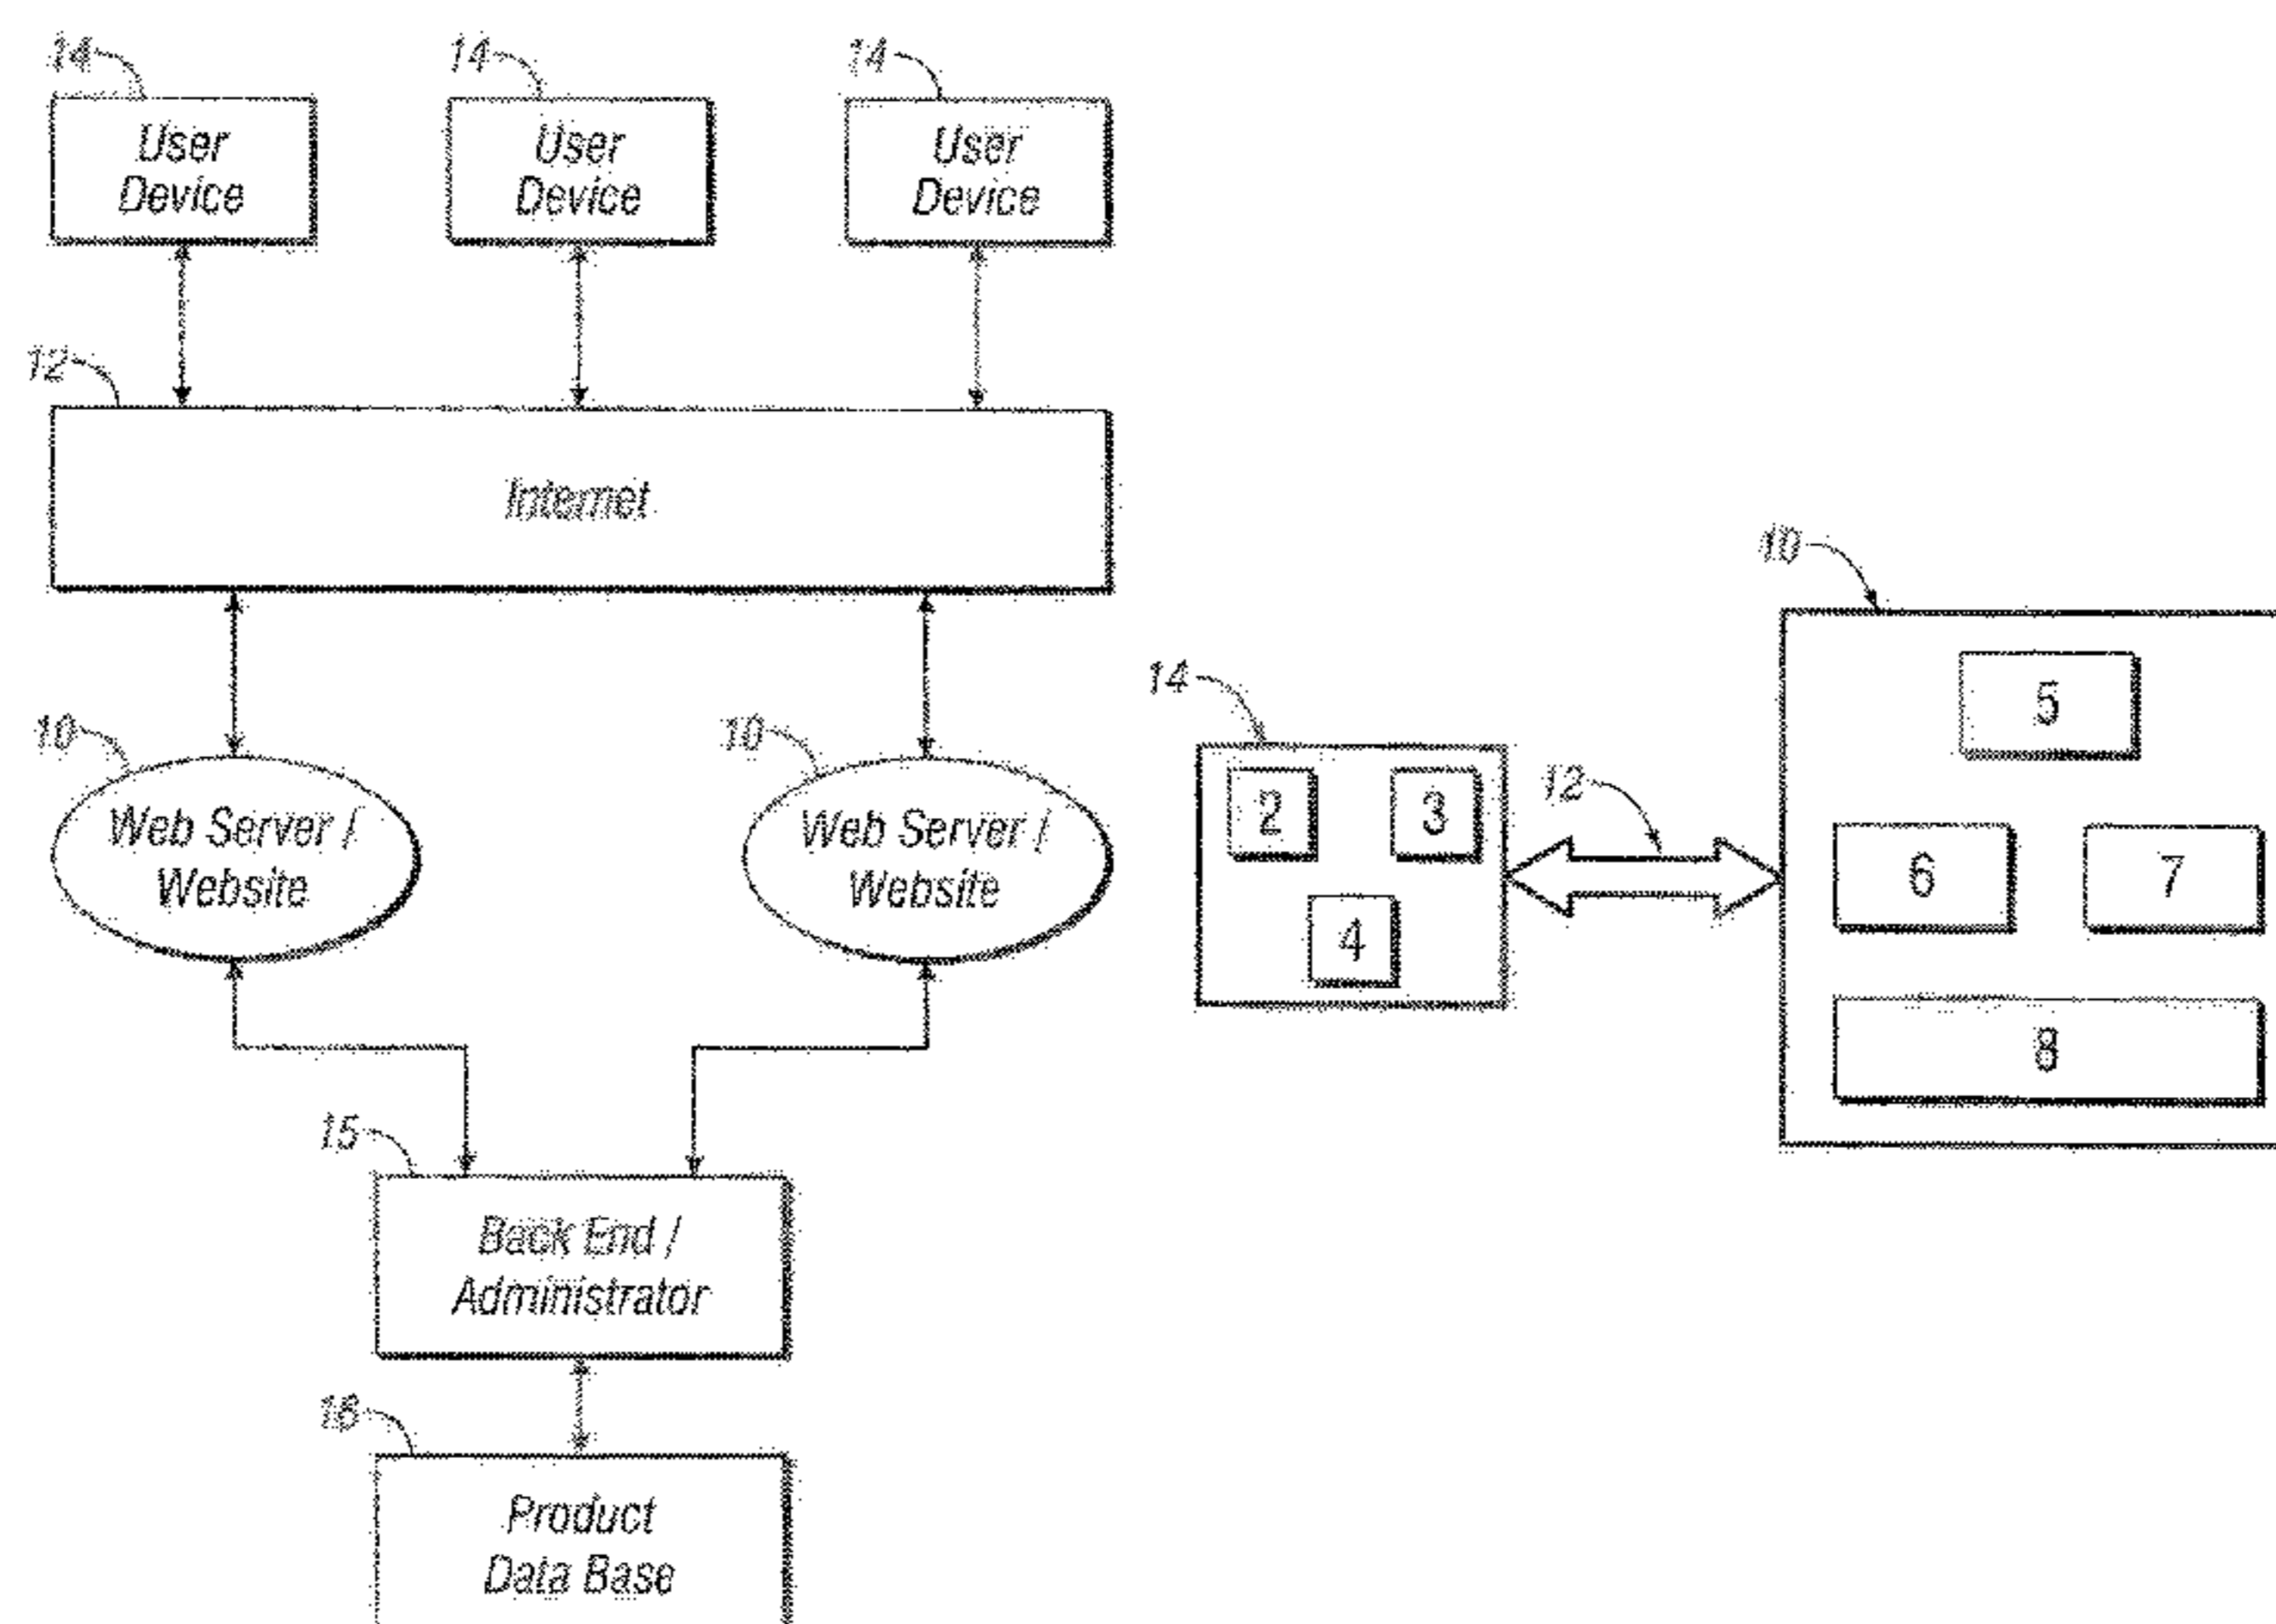 14
14
14
User
Device
User
Device
User
Device
12
Internet
10
Web Server /
Website
10
Web Server /
Website
15
Back End /
Administrator
16
Product
Data Base
10
5
14
2
3
12
6
7
4
8